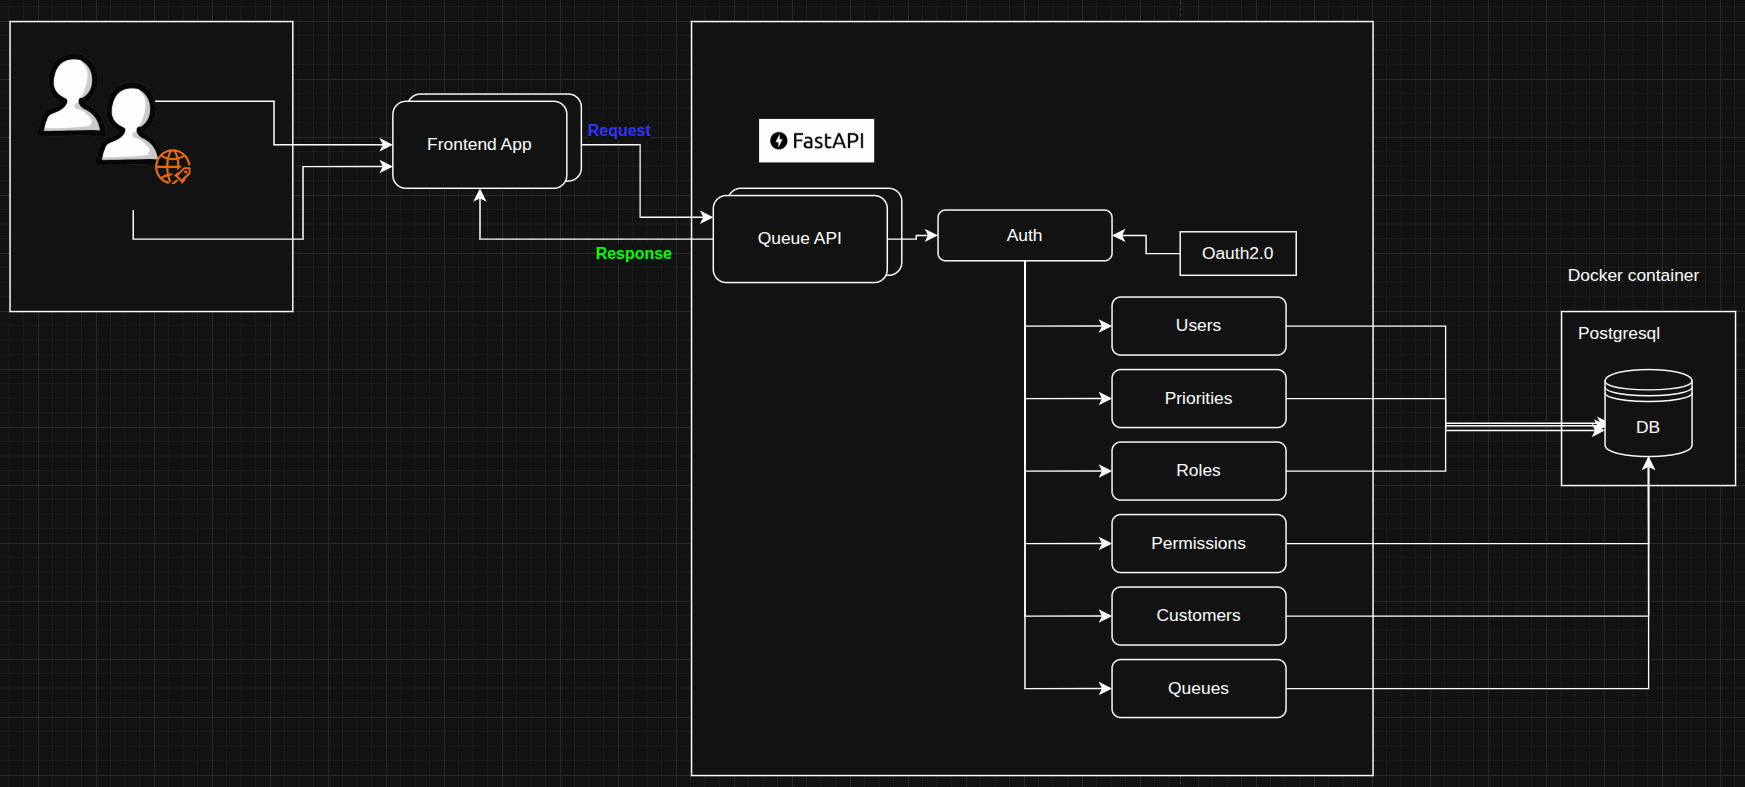 Frontend App
Request
Response
FastAPI
Queue API
Auth
Oauth2.0
Users
Priorities
Roles
Permissions
Customers
Queues
Docker container
Postgresql
DB